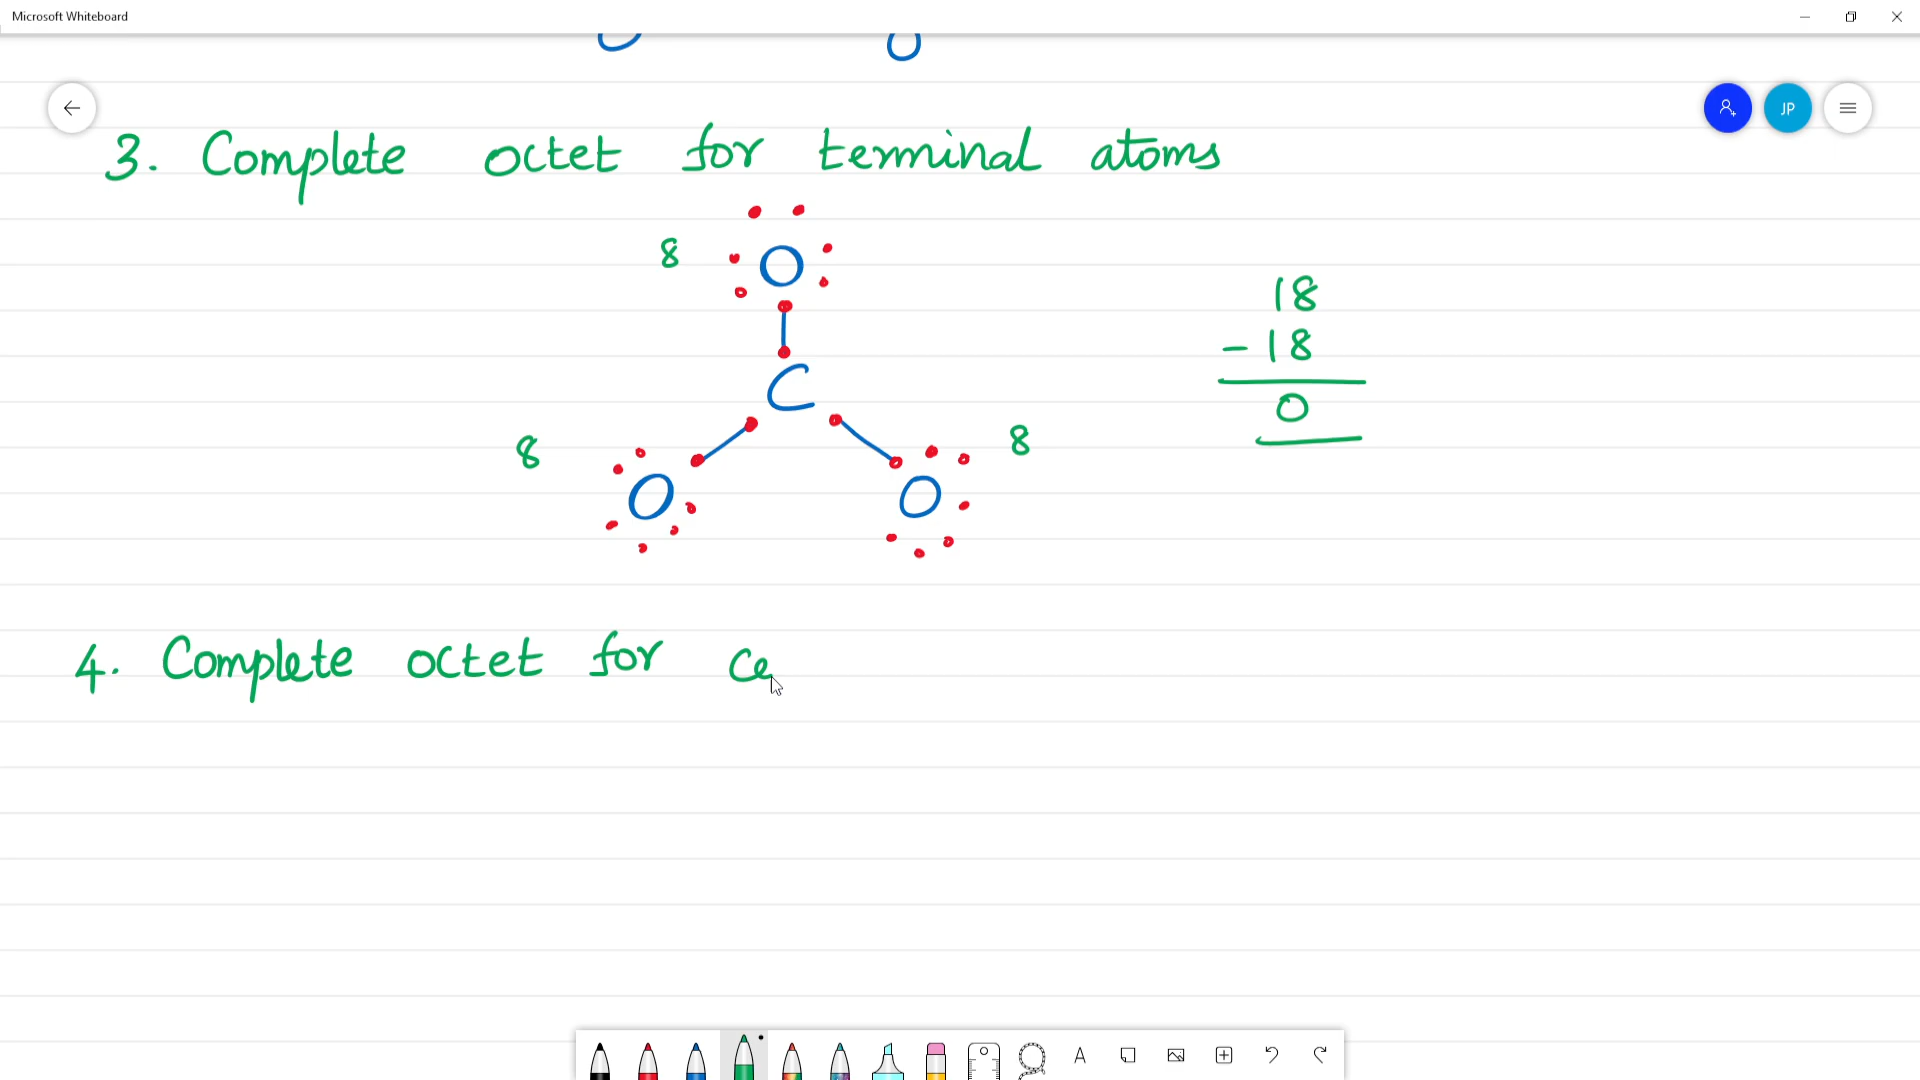 Microsoft Whiteboard
JP
3. Complete octet for terminal atoms
8
O
18
- 18
0
C
8
8
O
O
4. Complete octet for ce
A